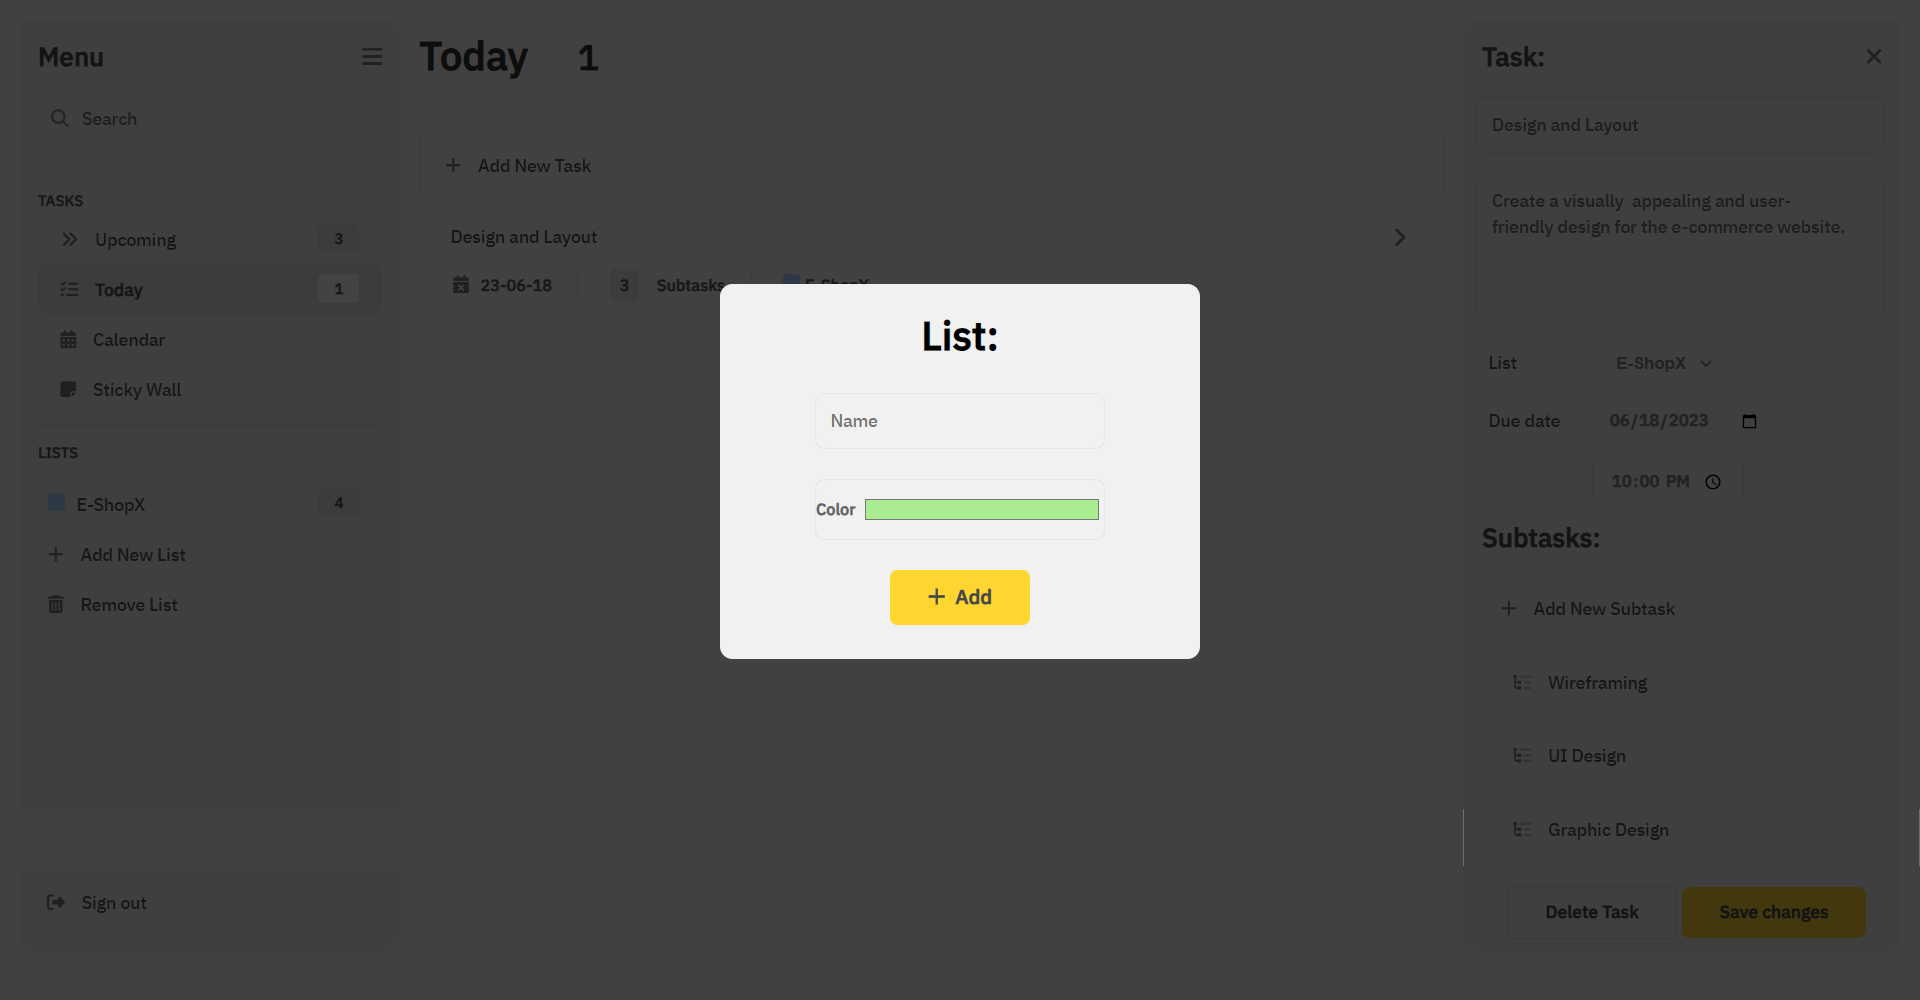 Menu
Search
TASKS
Upcoming 3
Today 1
Calendar
Sticky Wall
LISTS
E-ShopX 4
Add New List
Remove List
Sign out
Today 1
Add New Task
Design and Layout
23-06-18 3 Subtasks E-ShopX
List:
Name
Color
Add
Task:
Design and Layout
Create a visually  appealing and user-
friendly design for the e-commerce website.
List E-ShopX
Due date 06/18/2023
10:00 PM
Subtasks:
Add New Subtask
Wireframing
UI Design
Graphic Design
Delete Task Save changes